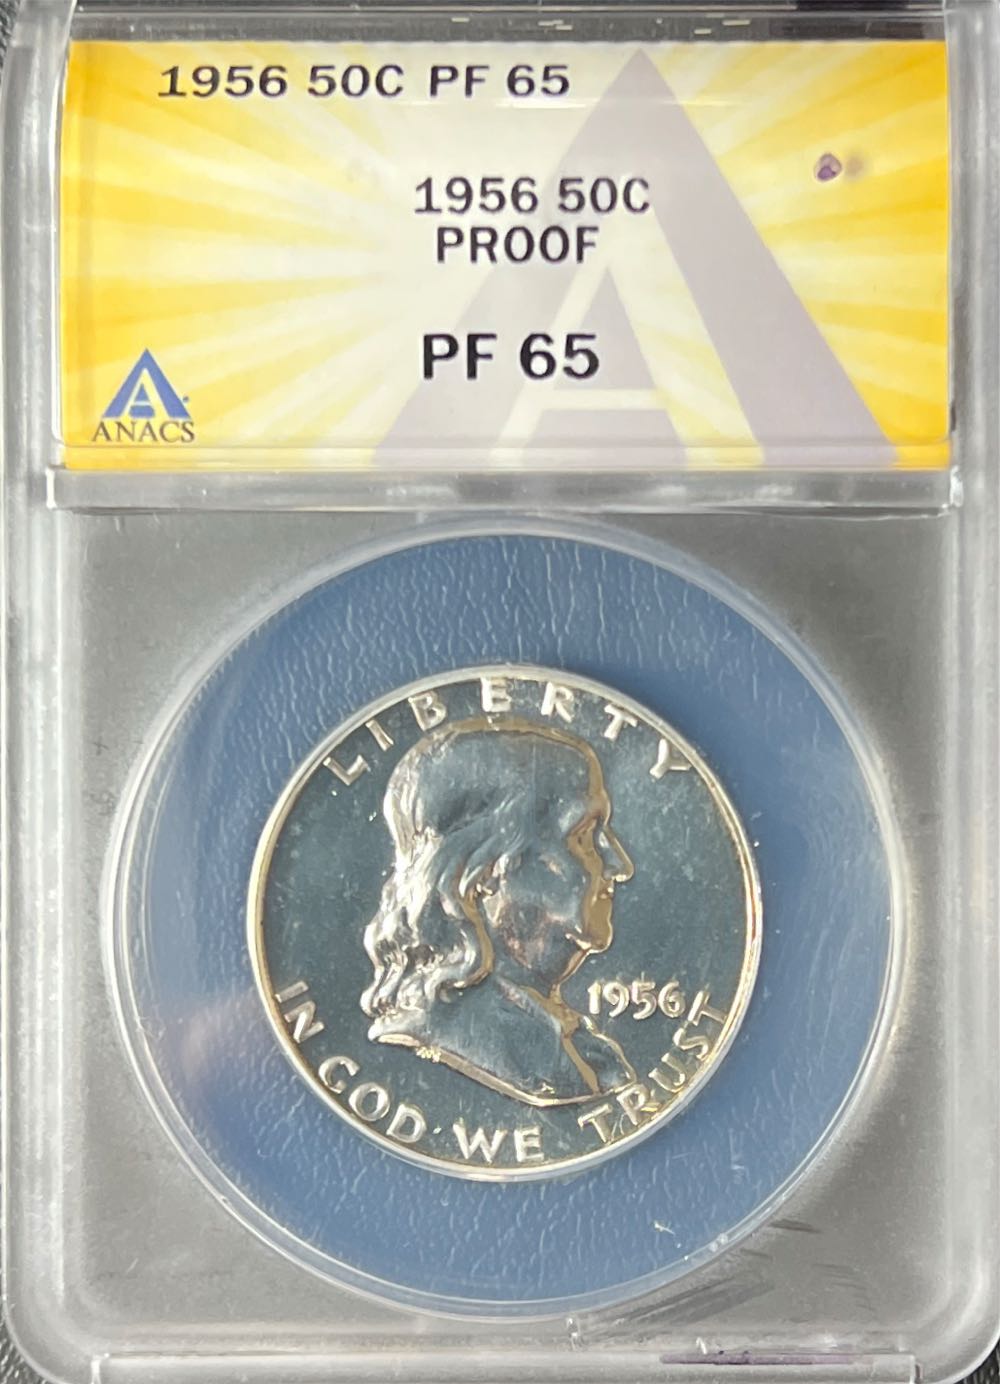 1956 50C PF 65
1956 50C
PROOF
PF 65
ANACS
LIBERTY
1956
IN GOD WE TRUST